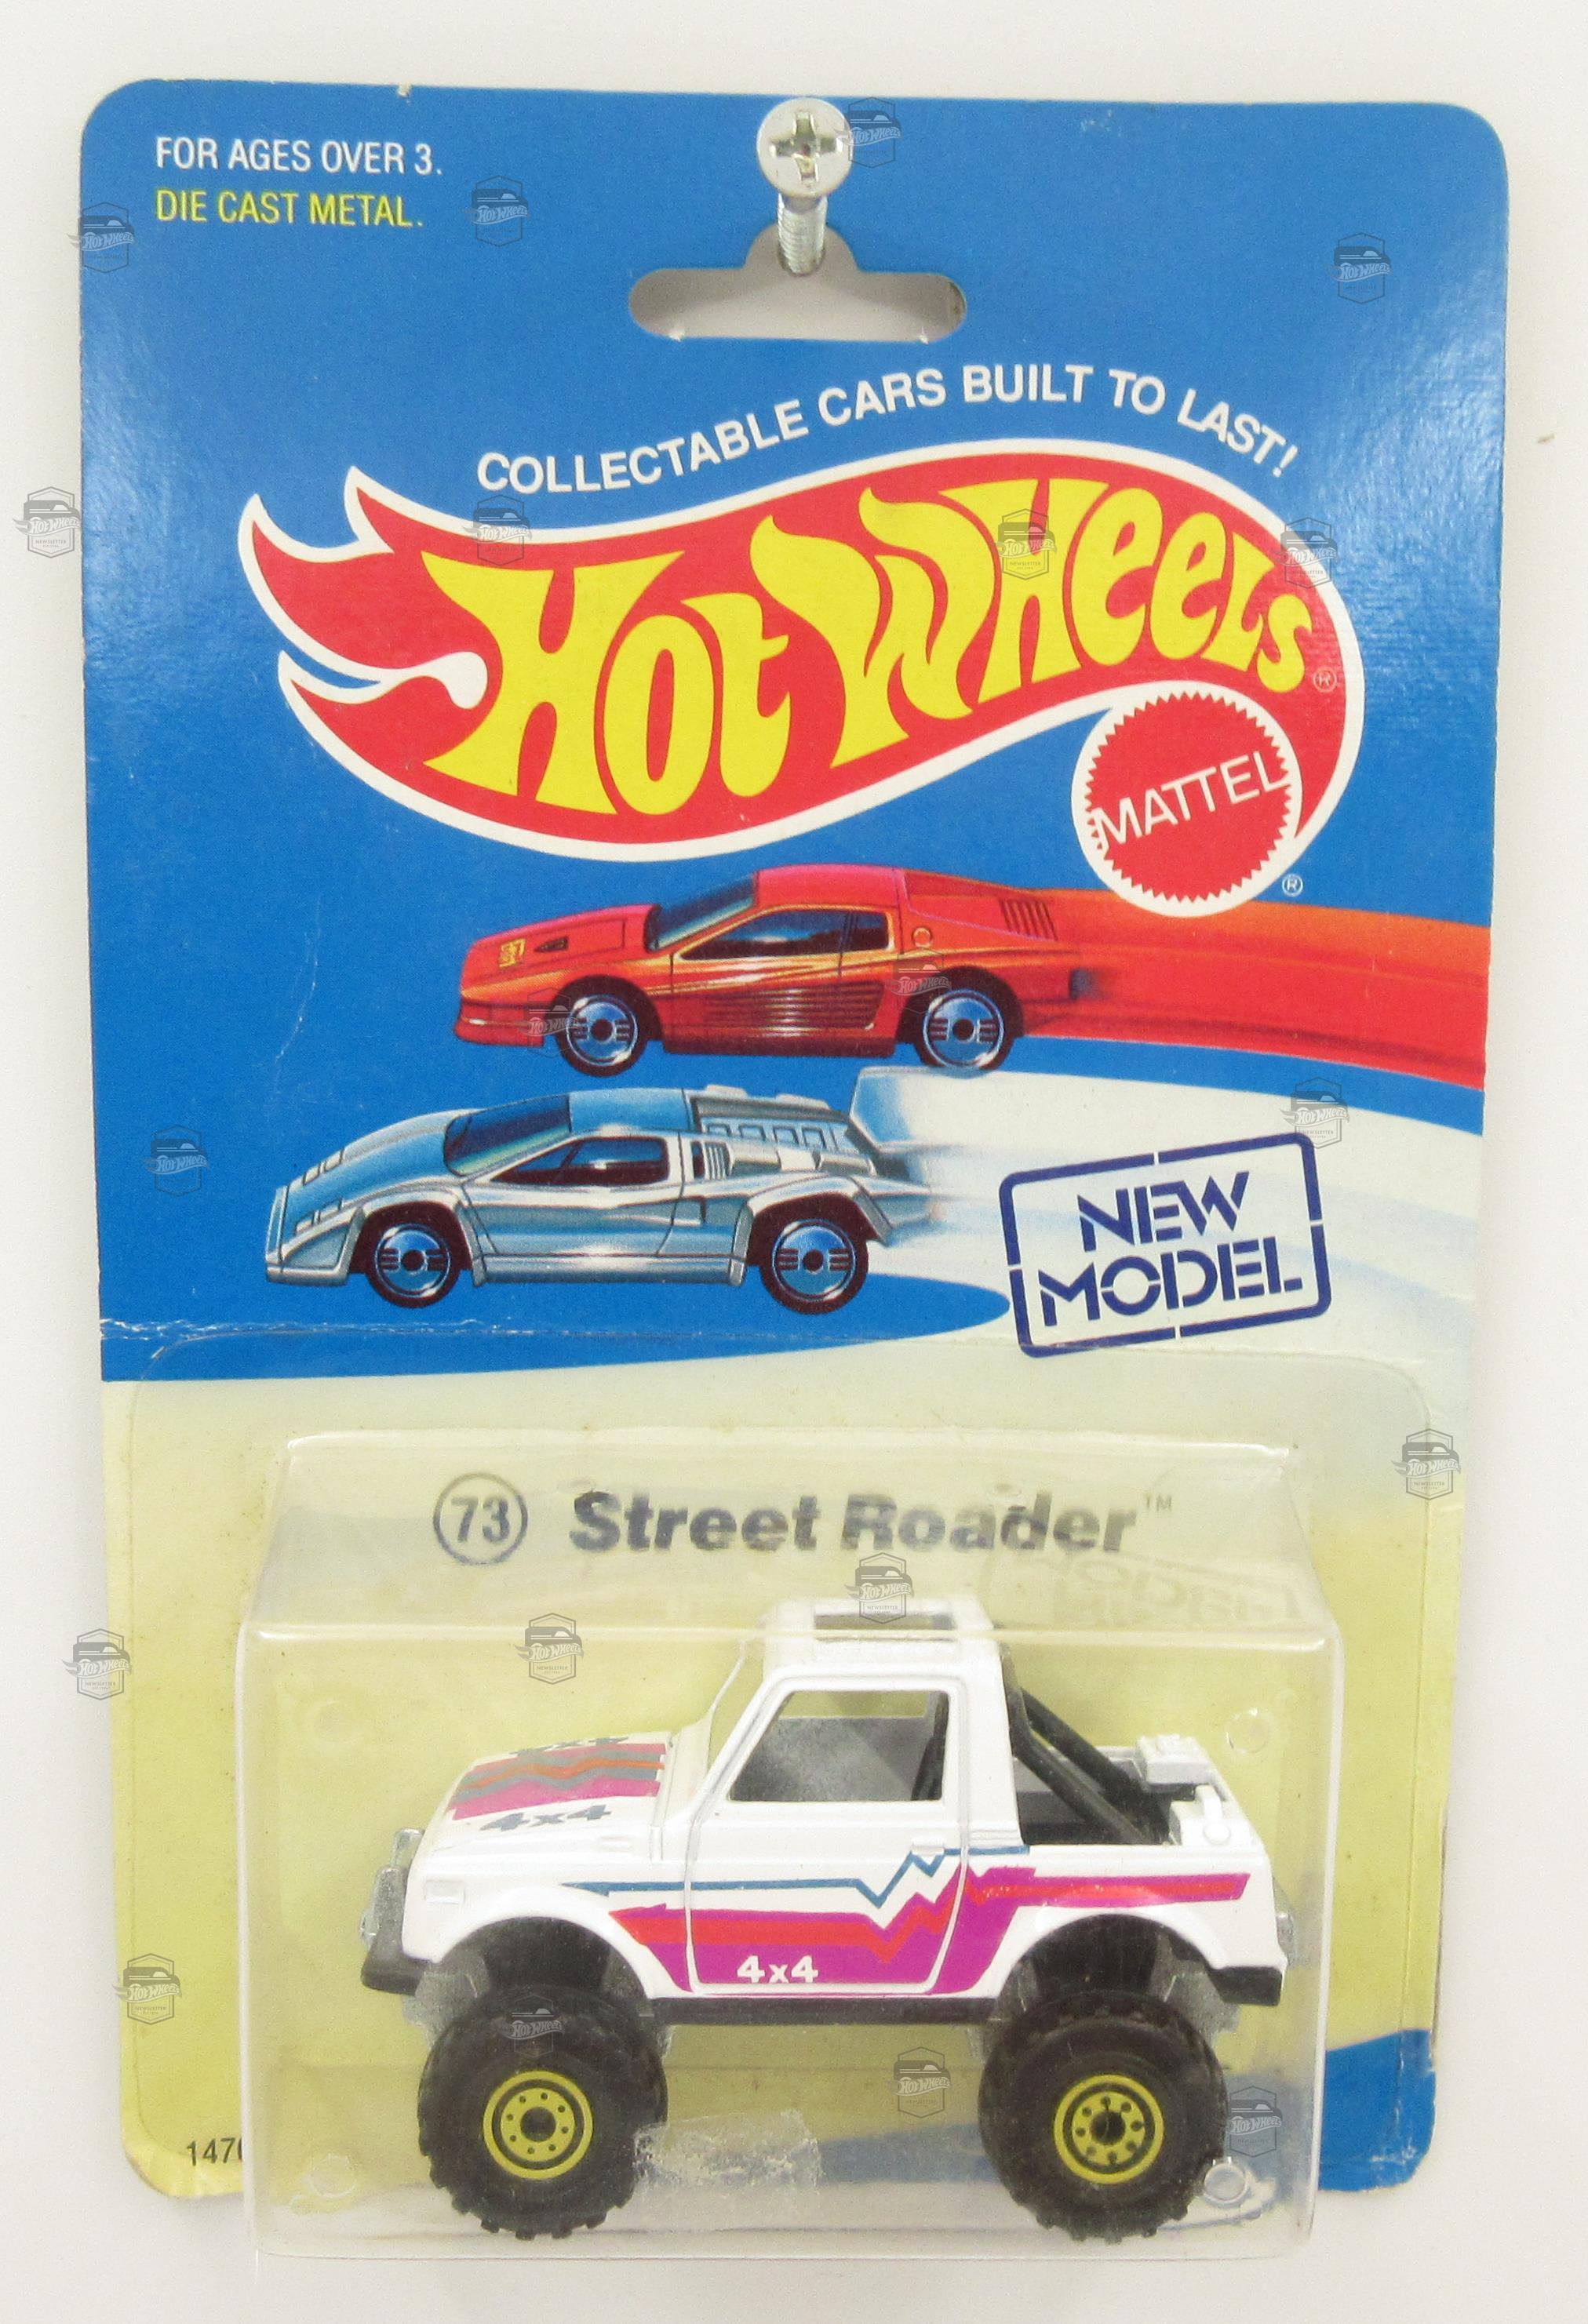 FOR AGES OVER 3.
DIE CAST METAL.
COLLECTABLE CARS BUILT TO LAST!
HOT WHEELS®
MATTEL®
NEW
MODEL
73 Street Roader™
4x4
4x4